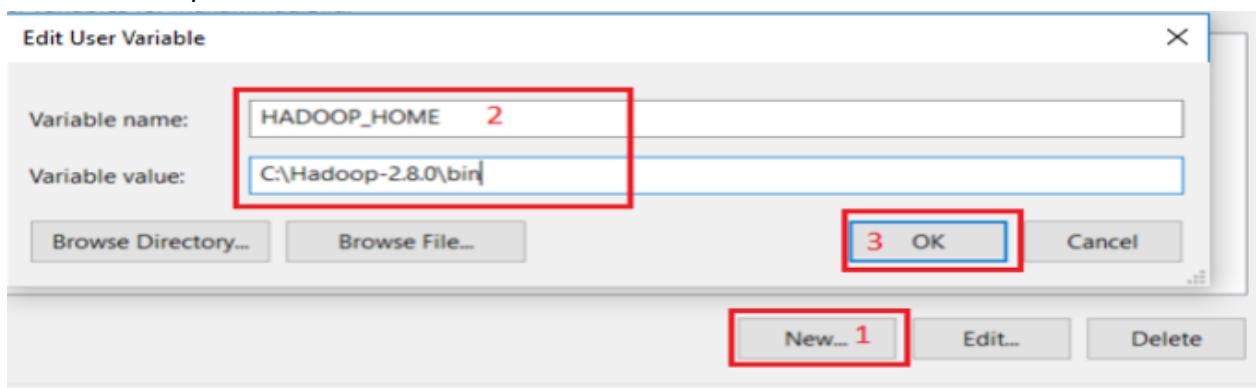 Edit User Variable
Variable name: HADOOP_HOME 2
Variable value: C:\Hadoop-2.8.0\bin
Browse Directory... Browse File... 3 OK Cancel
New... 1 Edit... Delete